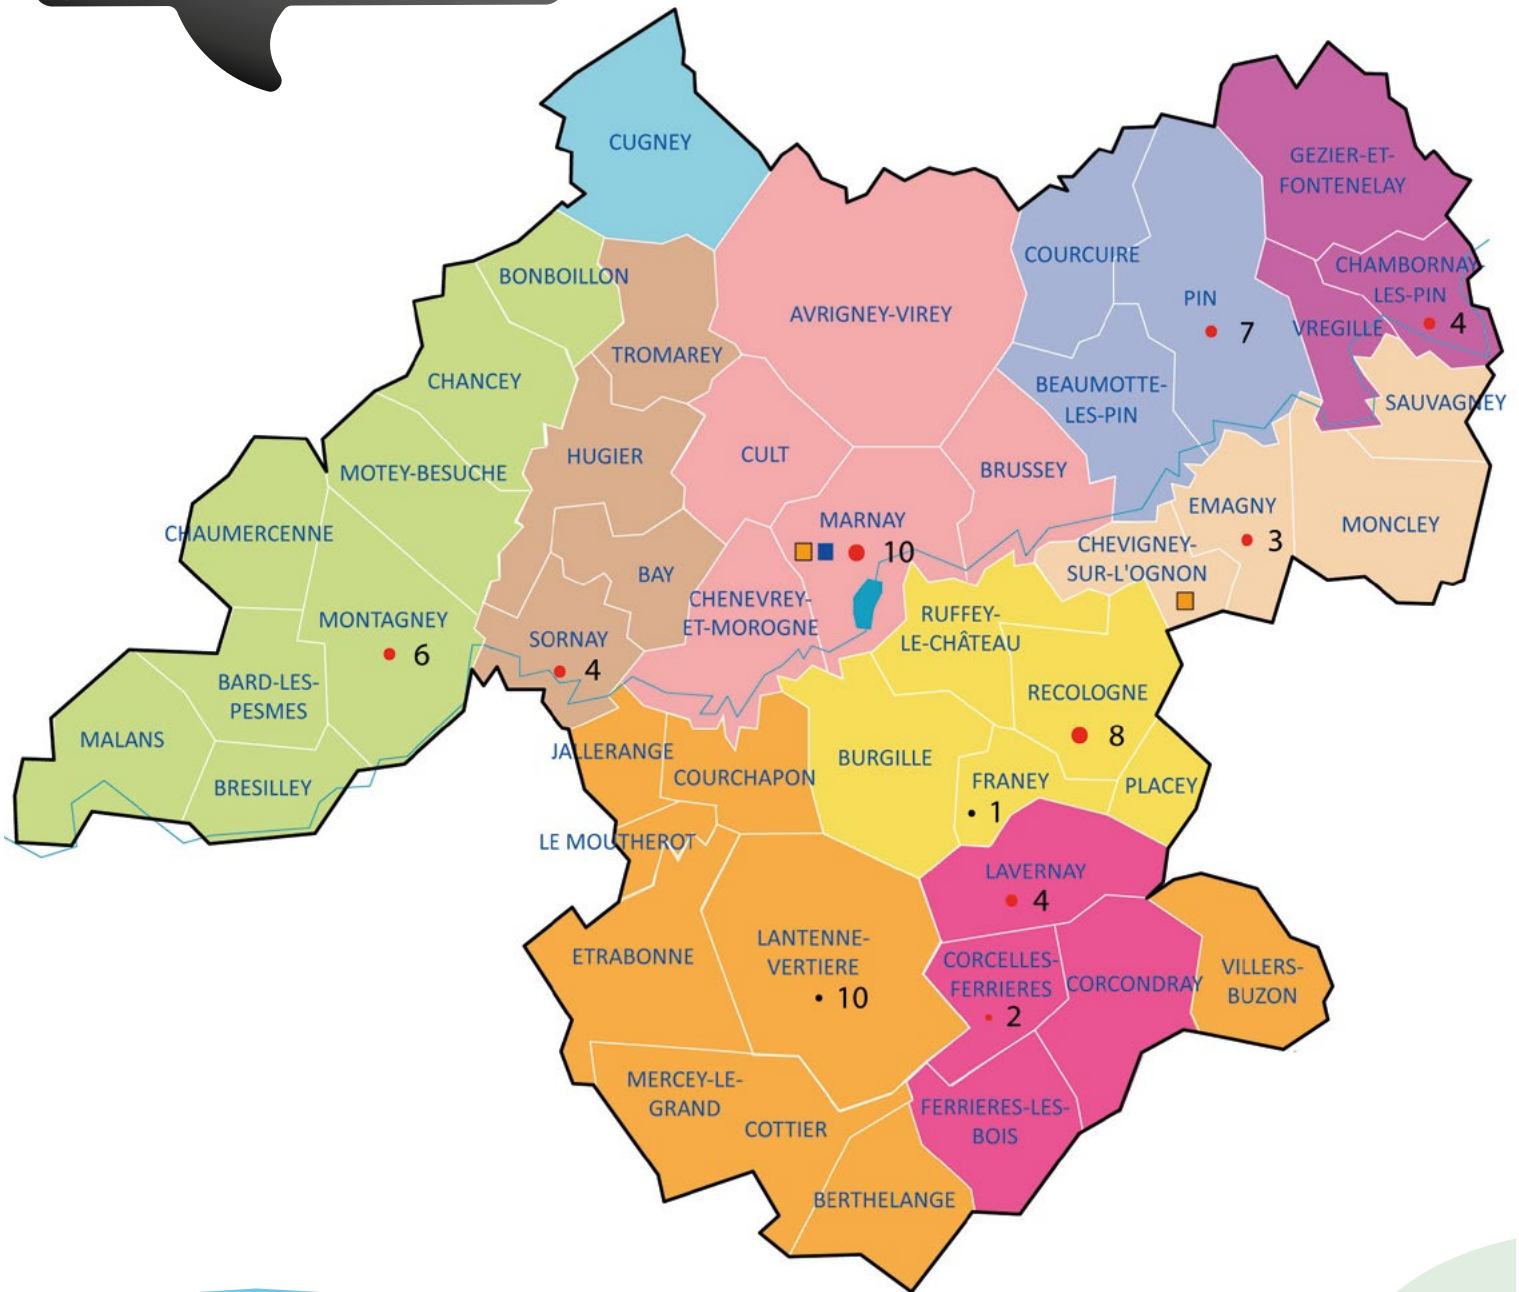 CUGNEY
GEZIER-ET-
FONTENELAY
COURCUIRE
CHAMBORNAY-
LES-PIN
4
BONBOILLON
PIN
7
VREGILLE
AVRIGNEY-VIREY
TROMAREY
CHANCEY
BEAUMOTTE-
LES-PIN
SAUVAGNEY
HUGIER
CULT
BRUSSEY
MOTEY-BESUCHE
EMAGNY
3
MONCLEY
CHAUMERCENNE
MARNAY
10
CHEVIGNEY-
SUR-L'OGNON
BAY
CHENEVREY-
ET-MOROGNE
RUFFEY-
LE-CHÂTEAU
MONTAGNEY
6
SORNAY
4
BARD-LES-
PESMES
RECOLOGNE
8
MALANS
JALLERANGE
COURCHAPON
BURGILLE
FRANEY
1
PLACEY
BRESILLEY
LE MOUTHEROT
LAVERNAY
4
ETRABONNE
LANTENNE-
VERTIERE
10
CORCELLES-
FERRIERES
2
CORCONDRAY
VILLERS-
BUZON
MERCEY-LE-
GRAND
COTTIER
FERRIERES-LES-
BOIS
BERTHELANGE